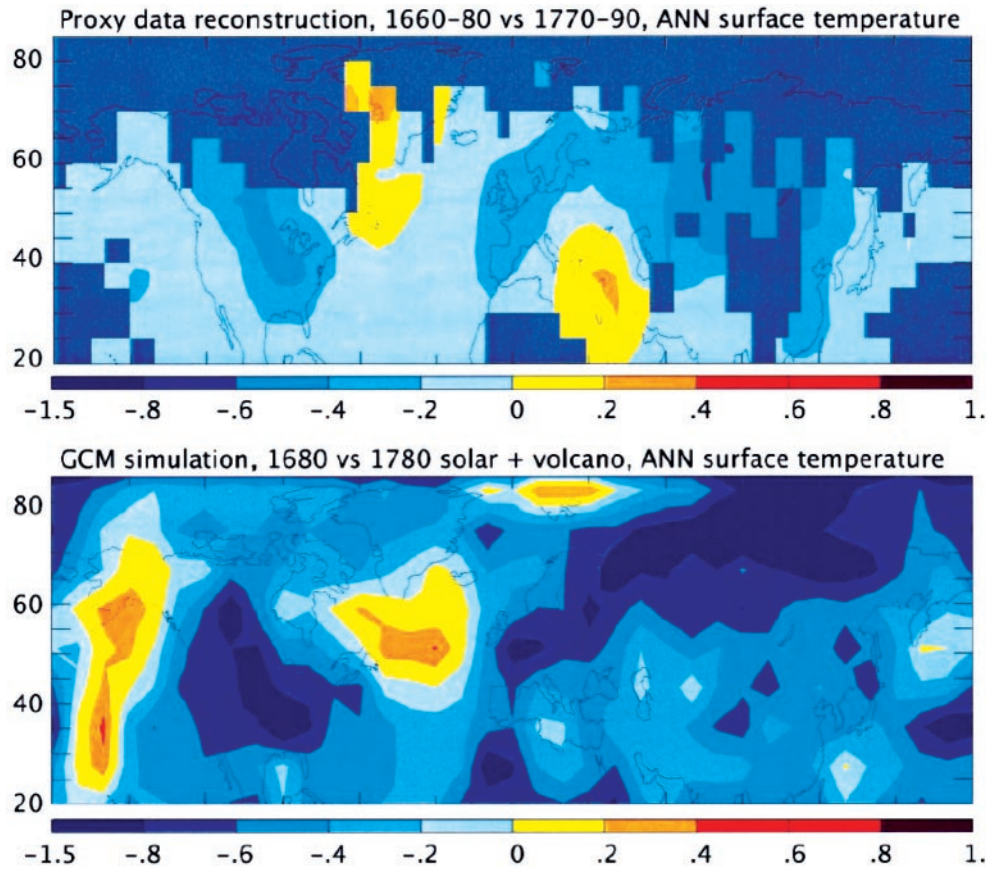 Proxy data reconstruction, 1660-80 vs 1770-90, ANN surface temperature
80
60
40
20
-1.5 -.8 -.6 -.4 -.2 0 .2 .4 .6 .8 1.
GCM simulation, 1680 vs 1780 solar + volcano, ANN surface temperature
80
60
40
20
-1.5 -.8 -.6 -.4 -.2 0 .2 .4 .6 .8 1.